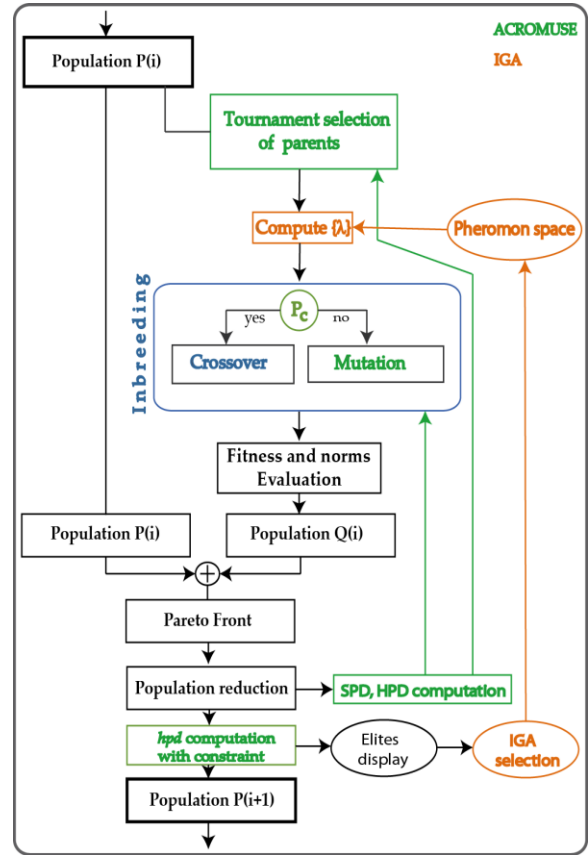 ACROMUSE
IGA
Population P(i)
Tournament selection
of parents
Compute {λ}
Pheromon space
Inbreeding
Pc
yes
no
Crossover
Mutation
Fitness and norms
Evaluation
Population P(i)
Population Q(i)
+
Pareto Front
Population reduction
SPD, HPD computation
hpd computation
with constraint
Elites
display
IGA
selection
Population P(i+1)